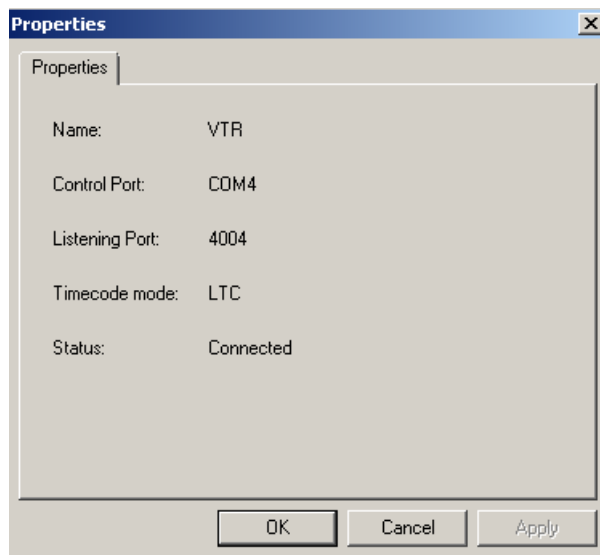 Properties
Properties
Name: VTR
Control Port: COM4
Listening Port: 4004
Timecode mode: LTC
Status: Connected
OK Cancel Apply